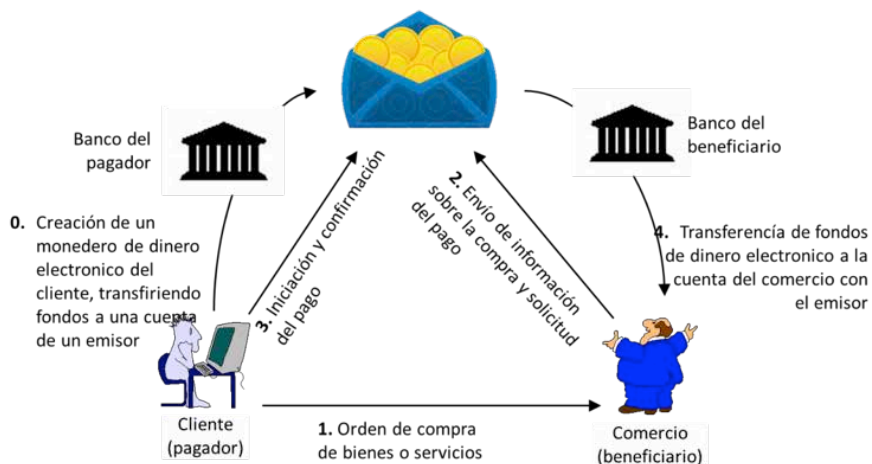 Banco del
pagador
Banco del
beneficiario
0. Creación de un
monedero de dinero
electronico del
cliente, transfiriendo
fondos a una cuenta
de un emisor
3. Iniciación y confirmación
del pago
2. Envío de información
sobre la compra y solicitud
del pago
4. Transferencía de fondos
de dinero electronico a la
cuenta del comercio con
el emisor
Cliente
(pagador)
1. Orden de compra
de bienes o servicios
Comercio
(beneficiario)